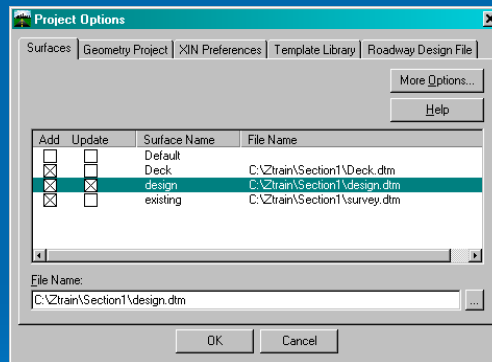 Project Options
Surfaces Geometry Project XIN Preferences Template Library Roadway Design File
More Options...
Help
Add Update Surface Name File Name
Default
Deck C:\Ztrain\Section1\Deck.dtm
design C:\Ztrain\Section1\design.dtm
existing C:\Ztrain\Section1\survey.dtm
File Name:
C:\Ztrain\Section1\design.dtm ...
OK Cancel